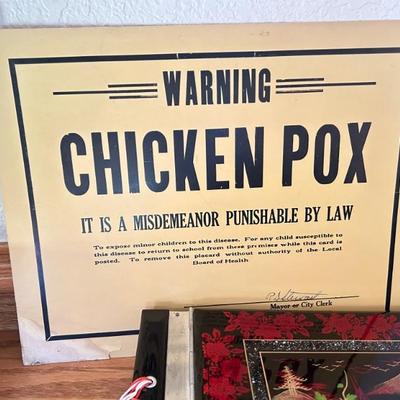 WARNING
CHICKEN POX
IT IS A MISDEMEANOR PUNISHABLE BY LAW
To expose minor children to this disease. For any child susceptible to
this disease to return to school from these premises while this card is
posted. To remove this placard without authority of the Local
Board of Health
Mayor or City Clerk